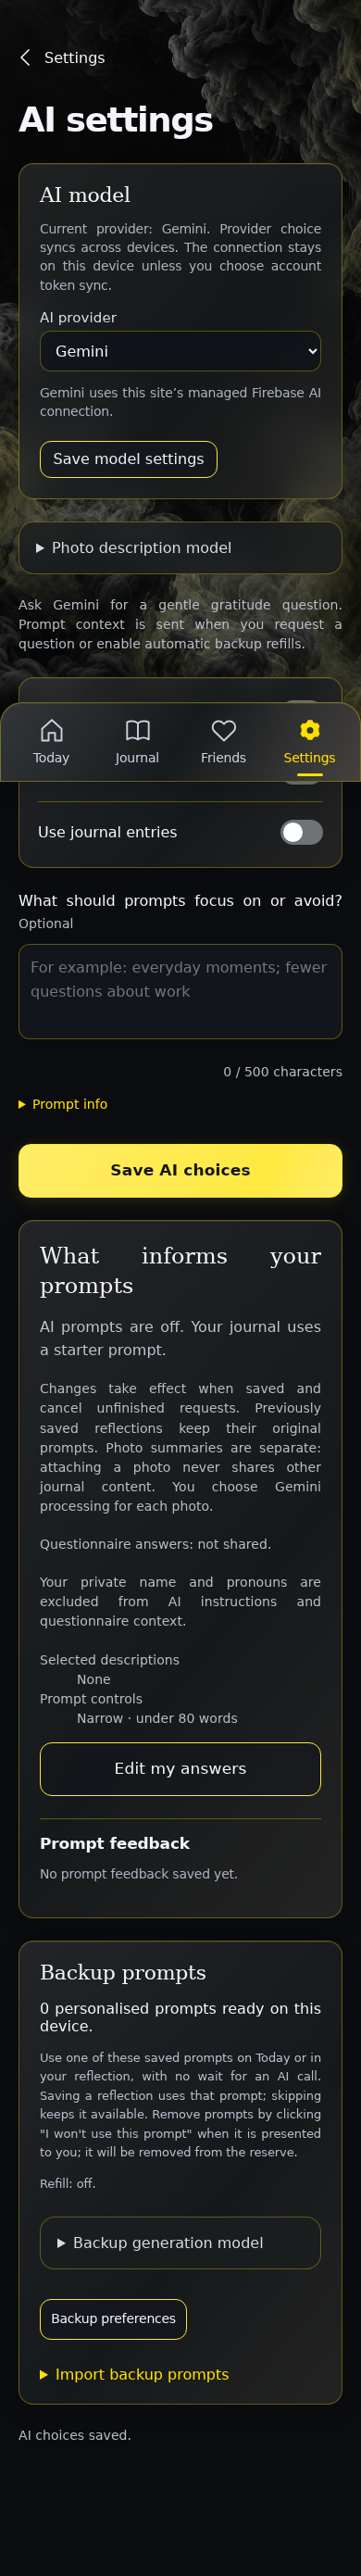 Settings
AI settings
AI model
Current provider: Gemini. Provider choice
syncs across devices. The connection stays
on this device unless you choose account
token sync.
AI provider
Gemini
Gemini uses this site’s managed Firebase AI
connection.
Save model settings
Photo description model
Ask Gemini for a gentle gratitude question.
Prompt context is sent when you request a
question or enable automatic backup refills.
Today
Journal
Friends
Settings
Use journal entries
What should prompts focus on or avoid?
Optional
For example: everyday moments; fewer
questions about work
0 / 500 characters
Prompt info
Save AI choices
What informs your
prompts
AI prompts are off. Your journal uses
a starter prompt.
Changes take effect when saved and
cancel unfinished requests. Previously
saved reflections keep their original
prompts. Photo summaries are separate:
attaching a photo never shares other
journal content. You choose Gemini
processing for each photo.
Questionnaire answers: not shared.
Your private name and pronouns are
excluded from AI instructions and
questionnaire context.
Selected descriptions
None
Prompt controls
Narrow · under 80 words
Edit my answers
Prompt feedback
No prompt feedback saved yet.
Backup prompts
0 personalised prompts ready on this
device.
Use one of these saved prompts on Today or in
your reflection, with no wait for an AI call.
Saving a reflection uses that prompt; skipping
keeps it available. Remove prompts by clicking
"I won't use this prompt" when it is presented
to you; it will be removed from the reserve.
Refill: off.
Backup generation model
Backup preferences
Import backup prompts
AI choices saved.